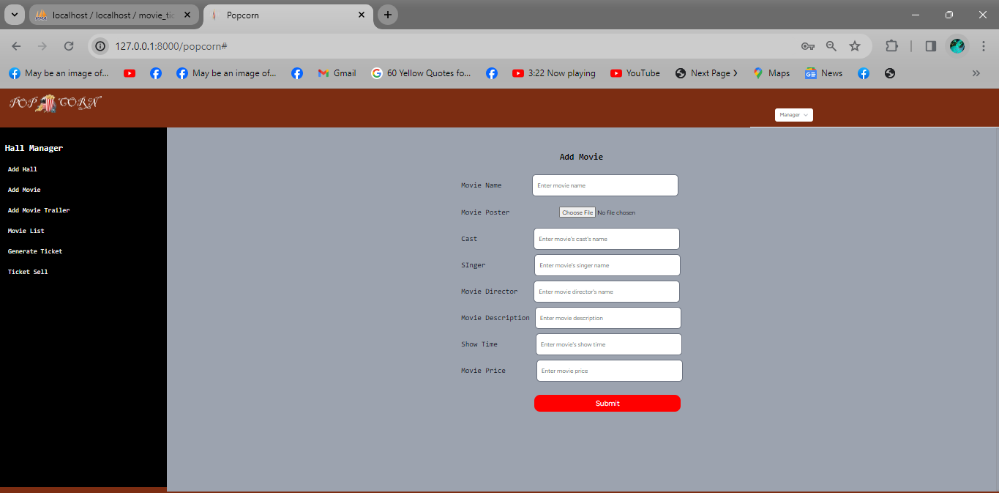 localhost / localhost / movie_tic
Popcorn
127.0.0.1:8000/popcorn#
May be an image of...
May be an image of...
Gmail
60 Yellow Quotes fo...
3:22 Now playing
YouTube
Next Page
Maps
News
POP CORN
Manager
Hall Manager
Add Hall
Add Movie
Add Movie Trailer
Movie List
Generate Ticket
Ticket Sell
Add Movie
Movie Name Enter movie name
Movie Poster Choose File No file chosen
Cast Enter movie's cast's name
SInger Enter movie's singer name
Movie Director Enter movie director's name
Movie Description Enter movie description
Show Time Enter movie's show time
Movie Price Enter movie price
Submit